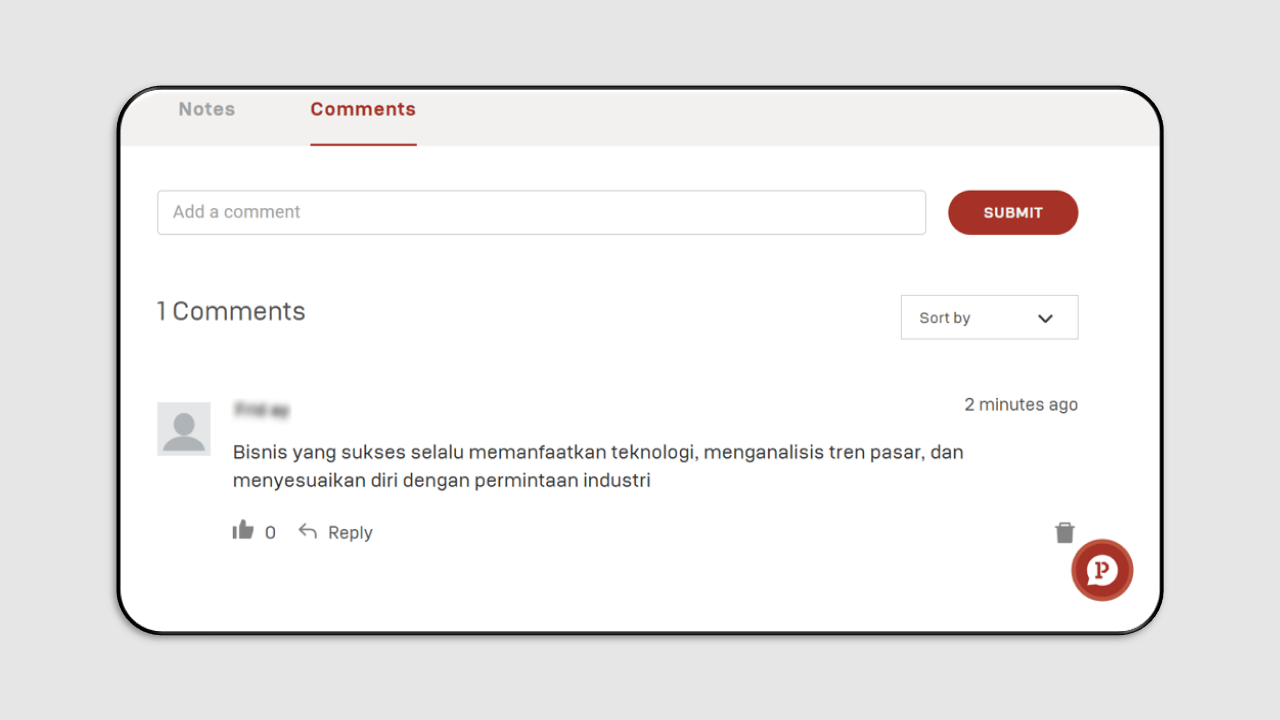 Notes
Comments
Add a comment
SUBMIT
1 Comments
Sort by
2 minutes ago
Bisnis yang sukses selalu memanfaatkan teknologi, menganalisis tren pasar, dan
menyesuaikan diri dengan permintaan industri
0
Reply
P